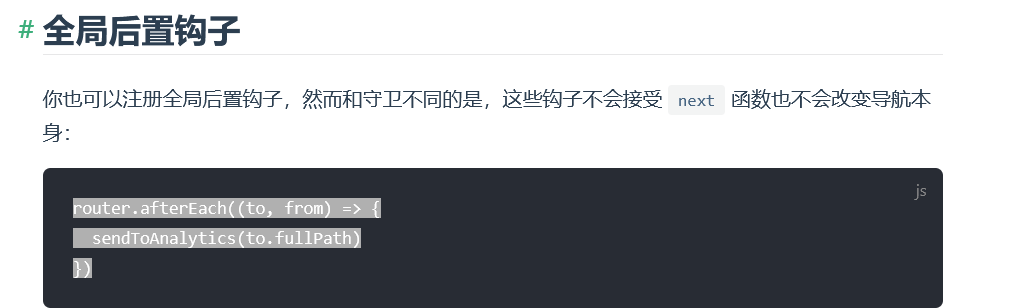 # 全局后置钩子
你也可以注册全局后置钩子，然而和守卫不同的是，这些钩子不会接受 next 函数也不会改变导航本
身：
js
router.afterEach((to, from) => {
  sendToAnalytics(to.fullPath)
})